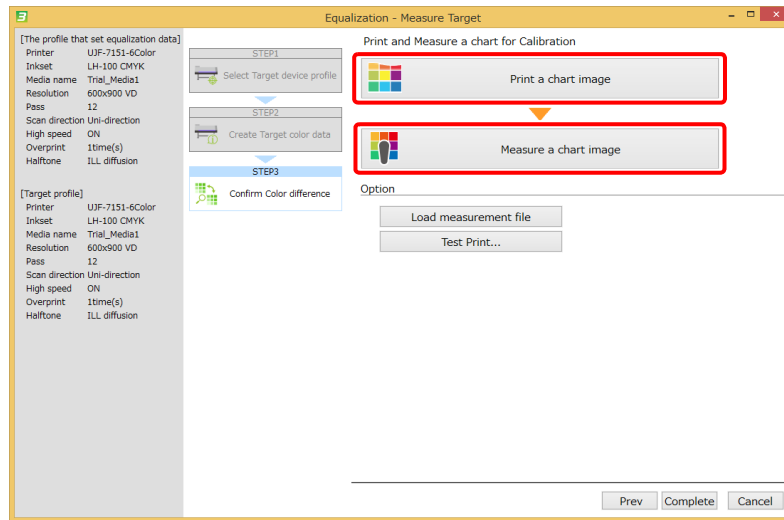 Equalization - Measure Target
[The profile that set equalization data]
Printer UJF-7151-6Color
Inkset LH-100 CMYK
Media name Trial_Media1
Resolution 600x900 VD
Pass 12
Scan direction Uni-direction
High speed ON
Overprint 1time(s)
Halftone ILL diffusion
[Target profile]
Printer UJF-7151-6Color
Inkset LH-100 CMYK
Media name Trial_Media1
Resolution 600x900 VD
Pass 12
Scan direction Uni-direction
High speed ON
Overprint 1time(s)
Halftone ILL diffusion
STEP1
Select Target device profile
STEP2
Create Target color data
STEP3
Confirm Color difference
Print and Measure a chart for Calibration
Print a chart image
Measure a chart image
Option
Load measurement file
Test Print...
Prev Complete Cancel